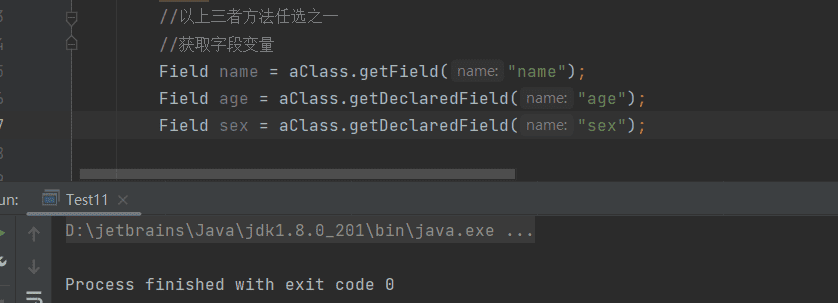 //以上三者方法任选之一
//获取字段变量
Field name = aClass.getField( name: "name");
Field age = aClass.getDeclaredField( name: "age");
Field sex = aClass.getDeclaredField( name: "sex");
un: Test11 ×
D:\jetbrains\Java\jdk1.8.0_201\bin\java.exe ...
Process finished with exit code 0